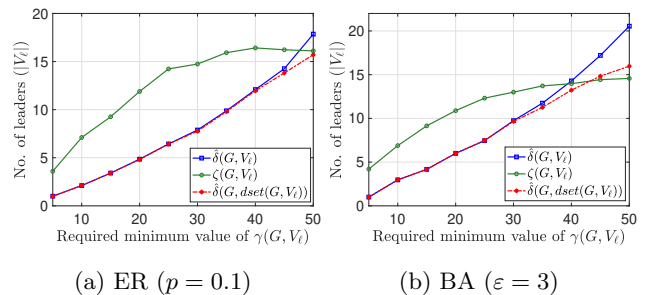 20
15
10
5
0
No. of leaders (|Vℓ|)
10 20 30 40 50
Required minimum value of γ(G, Vℓ)
δ̂(G, Vℓ)
ζ(G, Vℓ)
δ̂(G, dset(G, Vℓ))
(a) ER (p = 0.1)
20
15
10
5
0
No. of leaders (|Vℓ|)
10 20 30 40 50
Required minimum value of γ(G, Vℓ)
δ̂(G, Vℓ)
ζ(G, Vℓ)
δ̂(G, dset(G, Vℓ))
(b) BA (ε = 3)